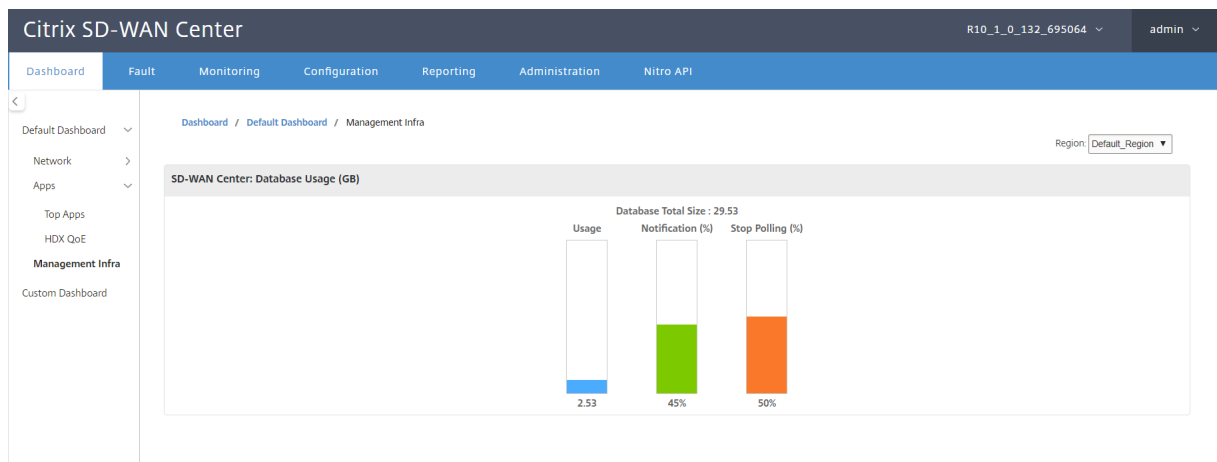 Citrix SD-WAN Center
R10_1_0_132_695064
admin
Dashboard Fault Monitoring Configuration Reporting Administration Nitro API
Default Dashboard
Network
Apps
Top Apps
HDX QoE
Management Infra
Custom Dashboard
Dashboard / Default Dashboard / Management Infra
Region: Default_Region
SD-WAN Center: Database Usage (GB)
Database Total Size : 29.53
Usage Notification (%) Stop Polling (%)
2.53 45% 50%